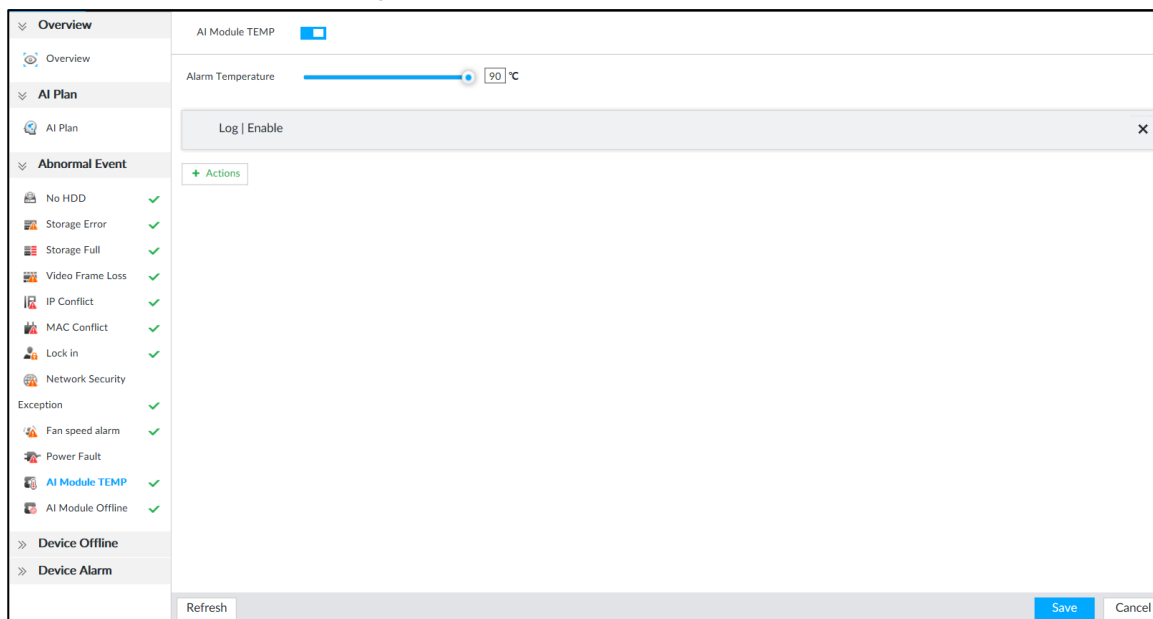 Overview
Overview
AI Plan
AI Plan
Abnormal Event
No HDD
Storage Error
Storage Full
Video Frame Loss
IP Conflict
MAC Conflict
Lock in
Network Security
Exception
Fan speed alarm
Power Fault
AI Module TEMP
AI Module Offline
Device Offline
Device Alarm
AI Module TEMP
Alarm Temperature 90 °C
Log | Enable
+ Actions
Refresh Save Cancel